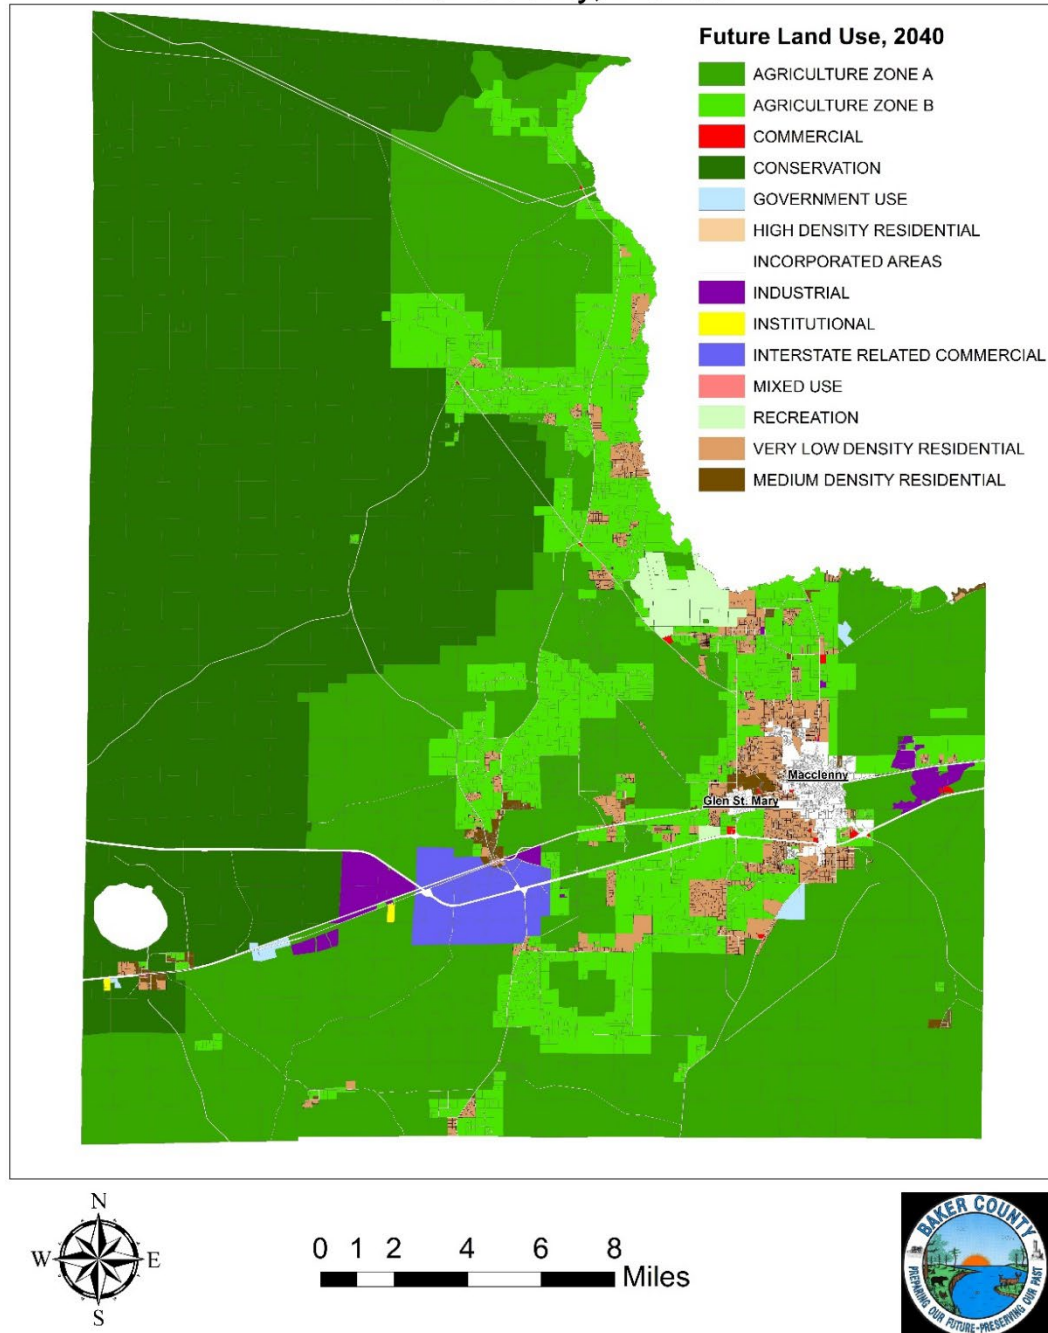 Future Land Use, 2040
AGRICULTURE ZONE A
AGRICULTURE ZONE B
COMMERCIAL
CONSERVATION
GOVERNMENT USE
HIGH DENSITY RESIDENTIAL
INCORPORATED AREAS
INDUSTRIAL
INSTITUTIONAL
INTERSTATE RELATED COMMERCIAL
MIXED USE
RECREATION
VERY LOW DENSITY RESIDENTIAL
MEDIUM DENSITY RESIDENTIAL
Macclenny
Glen St. Mary
N
W E
S
0 1 2 4 6 8
Miles
BAKER COUNTY
PREPARING OUR FUTURE-PRESERVING OUR PAST